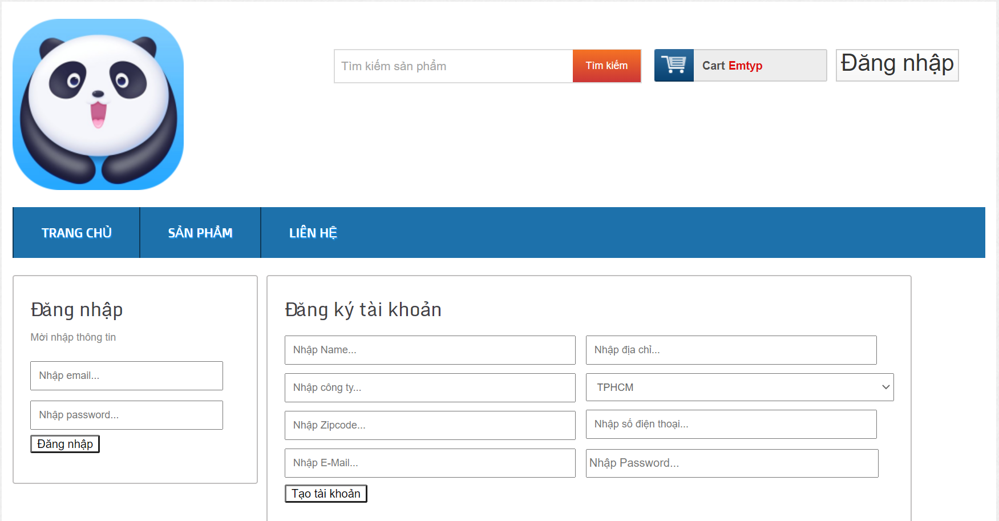 Tìm kiếm sản phẩm
Tìm kiếm
Cart Emtyp
Đăng nhập
TRANG CHỦ
SẢN PHẨM
LIÊN HỆ
Đăng nhập
Mời nhập thông tin
Nhập email...
Nhập password...
Đăng nhập
Đăng ký tài khoản
Nhập Name...
Nhập địa chỉ...
Nhập công ty...
TPHCM
Nhập Zipcode...
Nhập số điện thoại...
Nhập E-Mail...
Nhập Password...
Tạo tài khoản